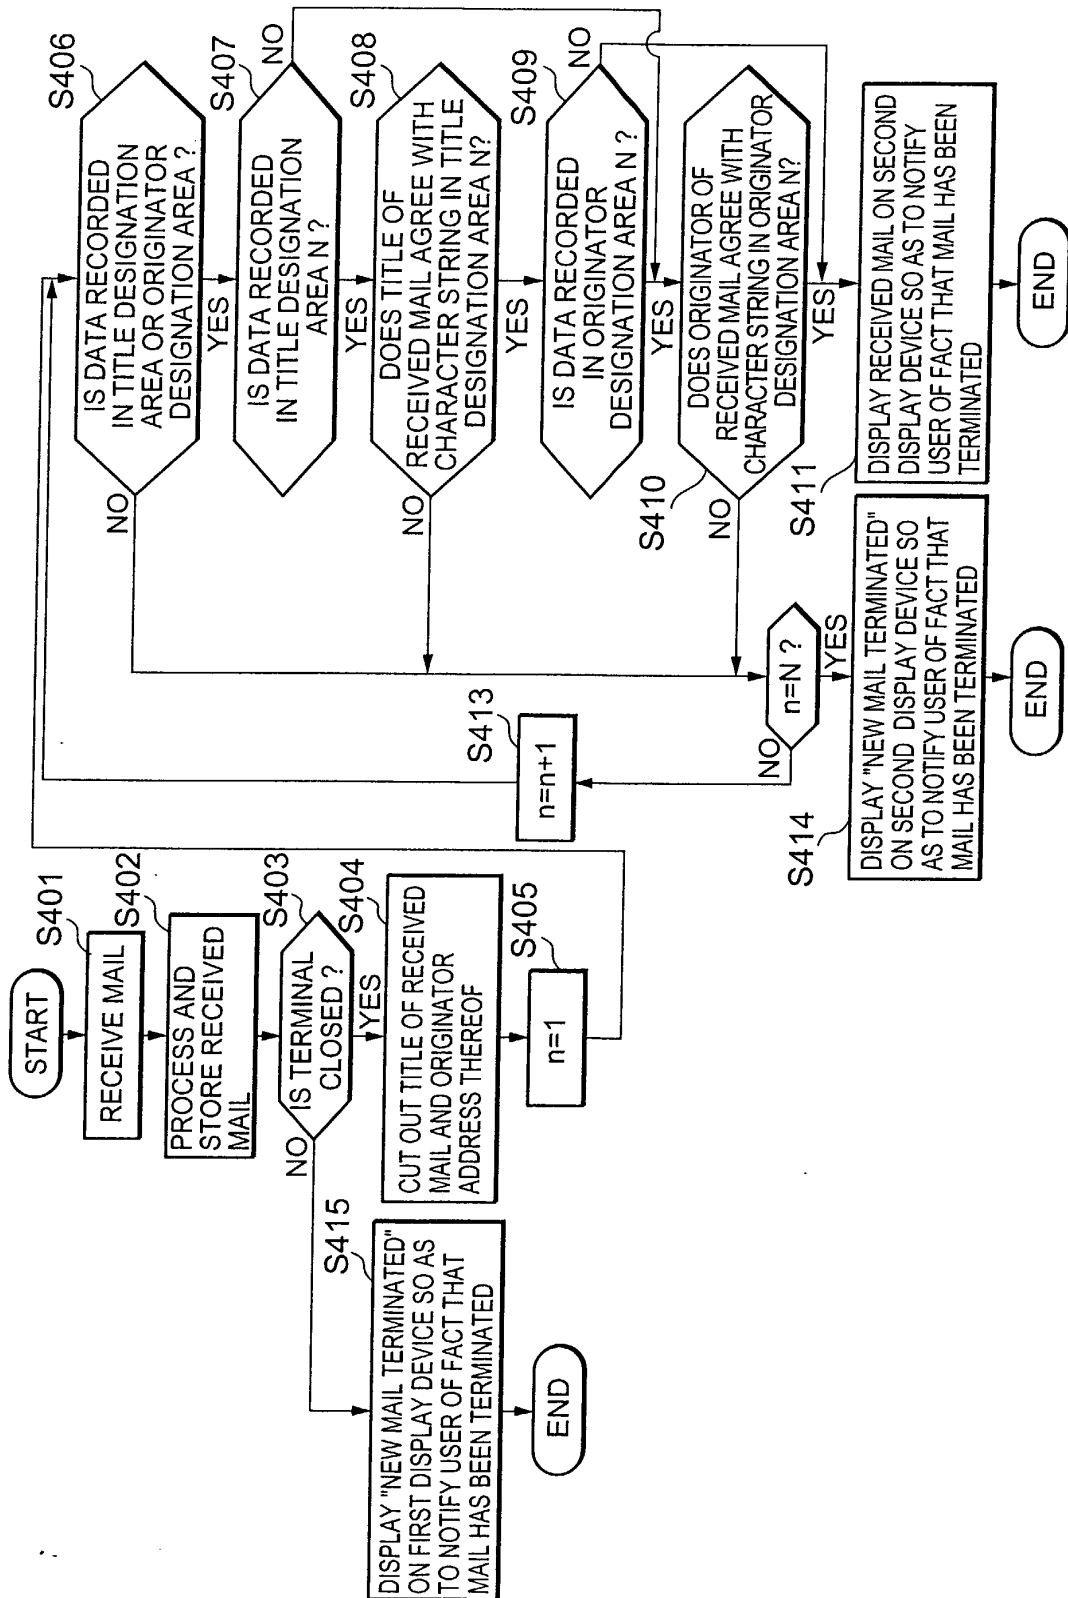 START
S401
RECEIVE MAIL
S402
PROCESS AND
STORE RECEIVED
MAIL
S403
IS TERMINAL
CLOSED ?
NO
YES
S404
CUT OUT TITLE OF RECEIVED
MAIL AND ORIGINATOR
ADDRESS THEREOF
S405
n=1
S415
DISPLAY "NEW MAIL TERMINATED"
ON FIRST DISPLAY DEVICE SO AS
TO NOTIFY USER OF FACT THAT
MAIL HAS BEEN TERMINATED
END
S406
IS DATA RECORDED
IN TITLE DESIGNATION
AREA OR ORIGINATOR
DESIGNATION AREA ?
NO
YES
S407
IS DATA RECORDED
IN TITLE DESIGNATION
AREA N ?
NO
YES
S408
DOES TITLE OF
RECEIVED MAIL AGREE WITH
CHARACTER STRING IN TITLE
DESIGNATION AREA N?
NO
YES
S409
IS DATA RECORDED
IN ORIGINATOR
DESIGNATION AREA N ?
NO
YES
S410
DOES ORIGINATOR OF
RECEIVED MAIL AGREE WITH
CHARACTER STRING IN ORIGINATOR
DESIGNATION AREA N?
NO
YES
S411
DISPLAY RECEIVED MAIL ON SECOND
DISPLAY DEVICE SO AS TO NOTIFY
USER OF FACT THAT MAIL HAS BEEN
TERMINATED
END
S413
n=n+1
n=N ?
NO
YES
S414
DISPLAY "NEW MAIL TERMINATED"
ON SECOND DISPLAY DEVICE SO
AS TO NOTIFY USER OF FACT THAT
MAIL HAS BEEN TERMINATED
END